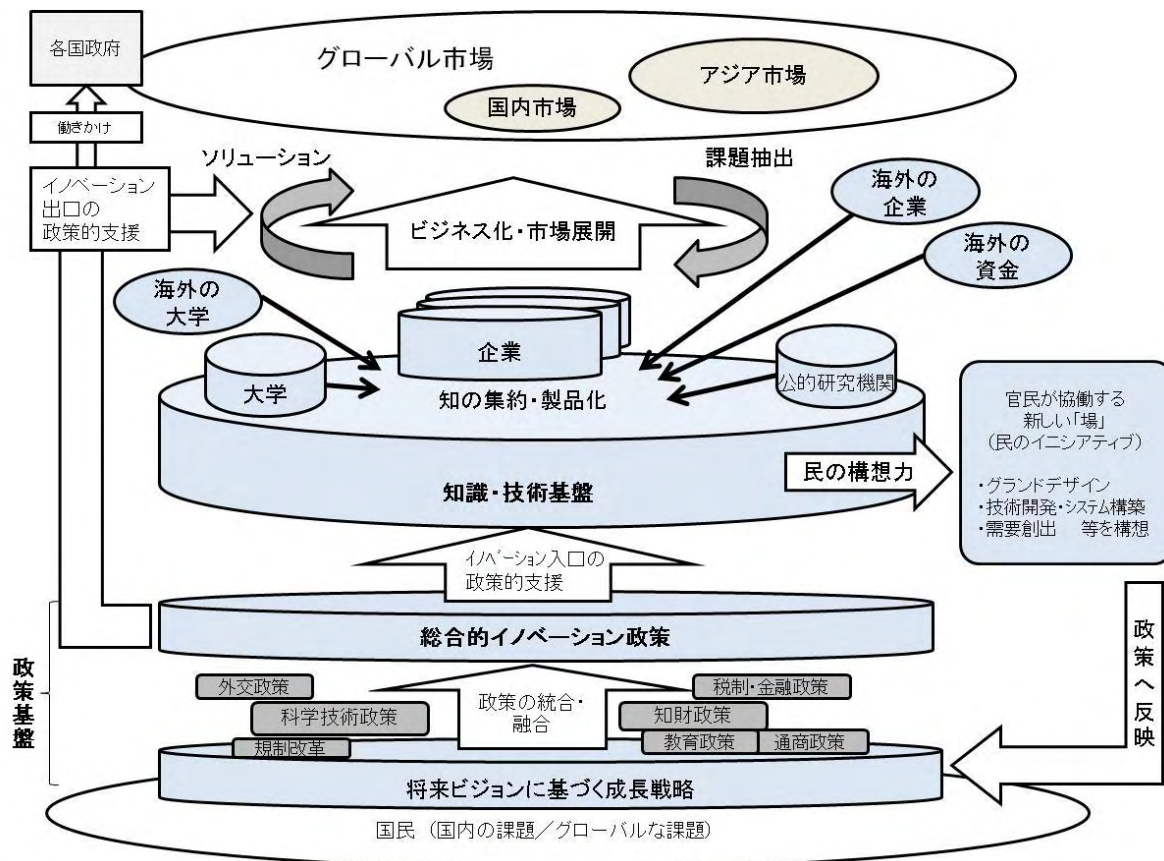 各国政府
グローバル市場
アジア市場
国内市場
働きかけ
イノベーション
出口の
政策的支援
ソリューション
課題抽出
ビジネス化・市場展開
海外の
企業
海外の
資金
海外の
大学
企業
大学
公的研究機関
知の集約・製品化
知識・技術基盤
民の構想力
官民が協働する
新しい「場」
(民のイニシアティブ)
・グランドデザイン
・技術開発・システム構築
・需要創出 等を構想
イノベーション入口の
政策的支援
総合的イノベーション政策
政策基盤
外交政策
科学技術政策
規制改革
政策の統合・
融合
税制・金融政策
知財政策
教育政策
通商政策
政策へ反映
将来ビジョンに基づく成長戦略
国民 (国内の課題/グローバルな課題)